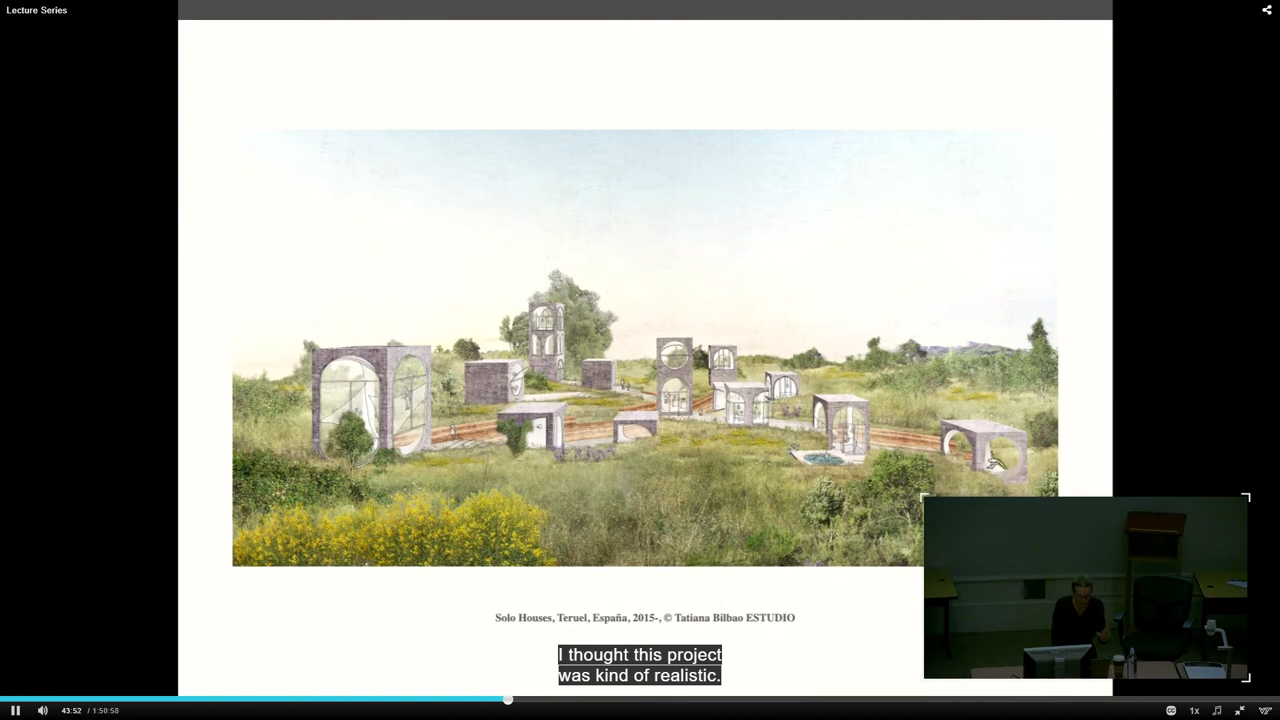 Lecture Series
Solo Houses, Teruel, España, 2015-, © Tatiana Bilbao ESTUDIO
I thought this project
was kind of realistic.
43:52 / 1:50:58
CC
1x